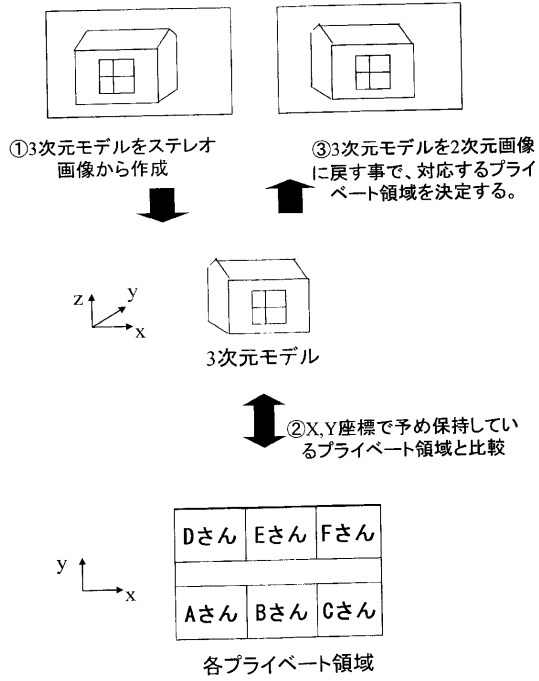 ①3次元モデルをステレオ
画像から作成
③3次元モデルを2次元画像
に戻す事で、対応するプライ
ベート領域を決定する。
z
y
x
3次元モデル
②X,Y座標で予め保持してい
るプライベート領域と比較
y
x
Dさん Eさん Fさん
Aさん Bさん Cさん
各プライベート領域